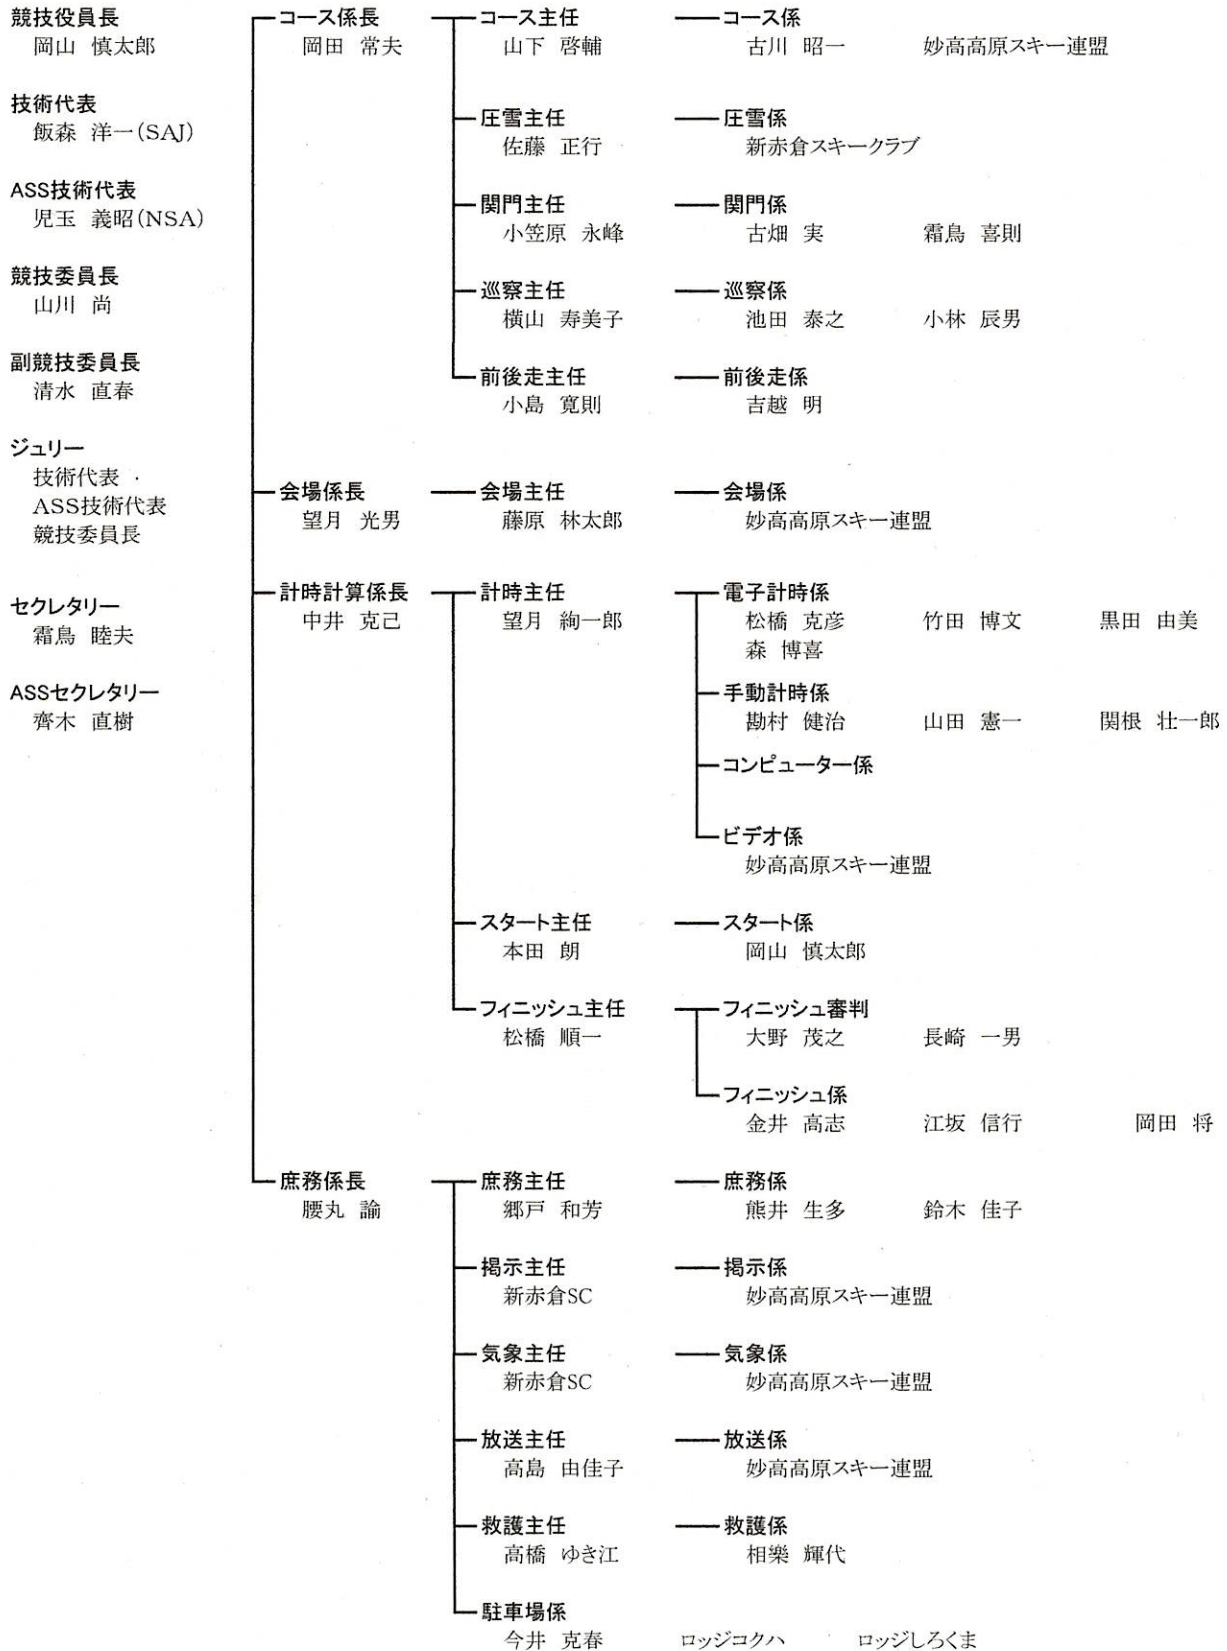 競技役員長
岡山 慎太郎
技術代表
飯森 洋一(SAJ)
ASS技術代表
児玉 義昭(NSA)
競技委員長
山川 尚
副競技委員長
清水 直春
ジュリー
技術代表
ASS技術代表
競技委員長
セクレタリー
霜鳥 睦夫
ASSセクレタリー
齊木 直樹
コース係長
岡田 常夫
コース主任
山下 啓輔
コース係
古川 昭一 妙高高原スキー連盟
圧雪主任
佐藤 正行
圧雪係
新赤倉スキークラブ
関門主任
小笠原 永峰
関門係
古畑 実 霜鳥 喜則
巡察主任
横山 寿美子
巡察係
池田 泰之 小林 辰男
前後走主任
小島 寛則
前後走係
吉越 明
会場係長
望月 光男
会場主任
藤原 林太郎
会場係
妙高高原スキー連盟
計時計算係長
中井 克己
計時主任
望月 絢一郎
電子計時係
松橋 克彦 竹田 博文 黒田 由美
森 博喜
手動計時係
勘村 健治 山田 憲一 関根 壮一郎
コンピューター係
ビデオ係
妙高高原スキー連盟
スタート主任
本田 朗
スタート係
岡山 慎太郎
フィニッシュ主任
松橋 順一
フィニッシュ審判
大野 茂之 長崎 一男
フィニッシュ係
金井 高志 江坂 信行 岡田 将
庶務係長
腰丸 諭
庶務主任
郷戸 和芳
庶務係
熊井 生多 鈴木 佳子
掲示主任
新赤倉SC
掲示係
妙高高原スキー連盟
気象主任
新赤倉SC
気象係
妙高高原スキー連盟
放送主任
高島 由佳子
放送係
妙高高原スキー連盟
救護主任
高橋 ゆき江
救護係
相樂 輝代
駐車場係
今井 克春 ロッジコクハ ロッジしろくま